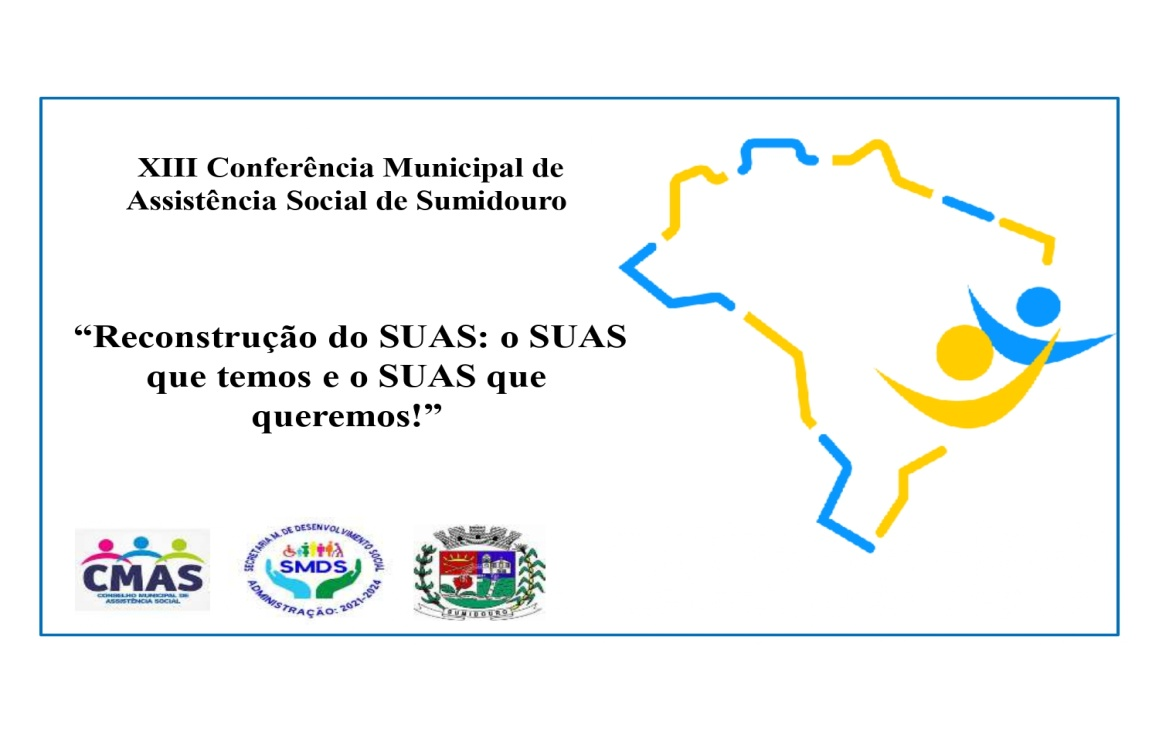 XIII Conferência Municipal de
Assistência Social de Sumidouro
“Reconstrução do SUAS: o SUAS
que temos e o SUAS que
queremos!”
CMAS
CONSELHO MUNICIPAL DE
ASSISTÊNCIA SOCIAL
SECRETARIA M. DE DESENVOLVIMENTO SOCIAL
SMDS
ADMINISTRAÇÃO: 2021-2024
SUMIDOURO